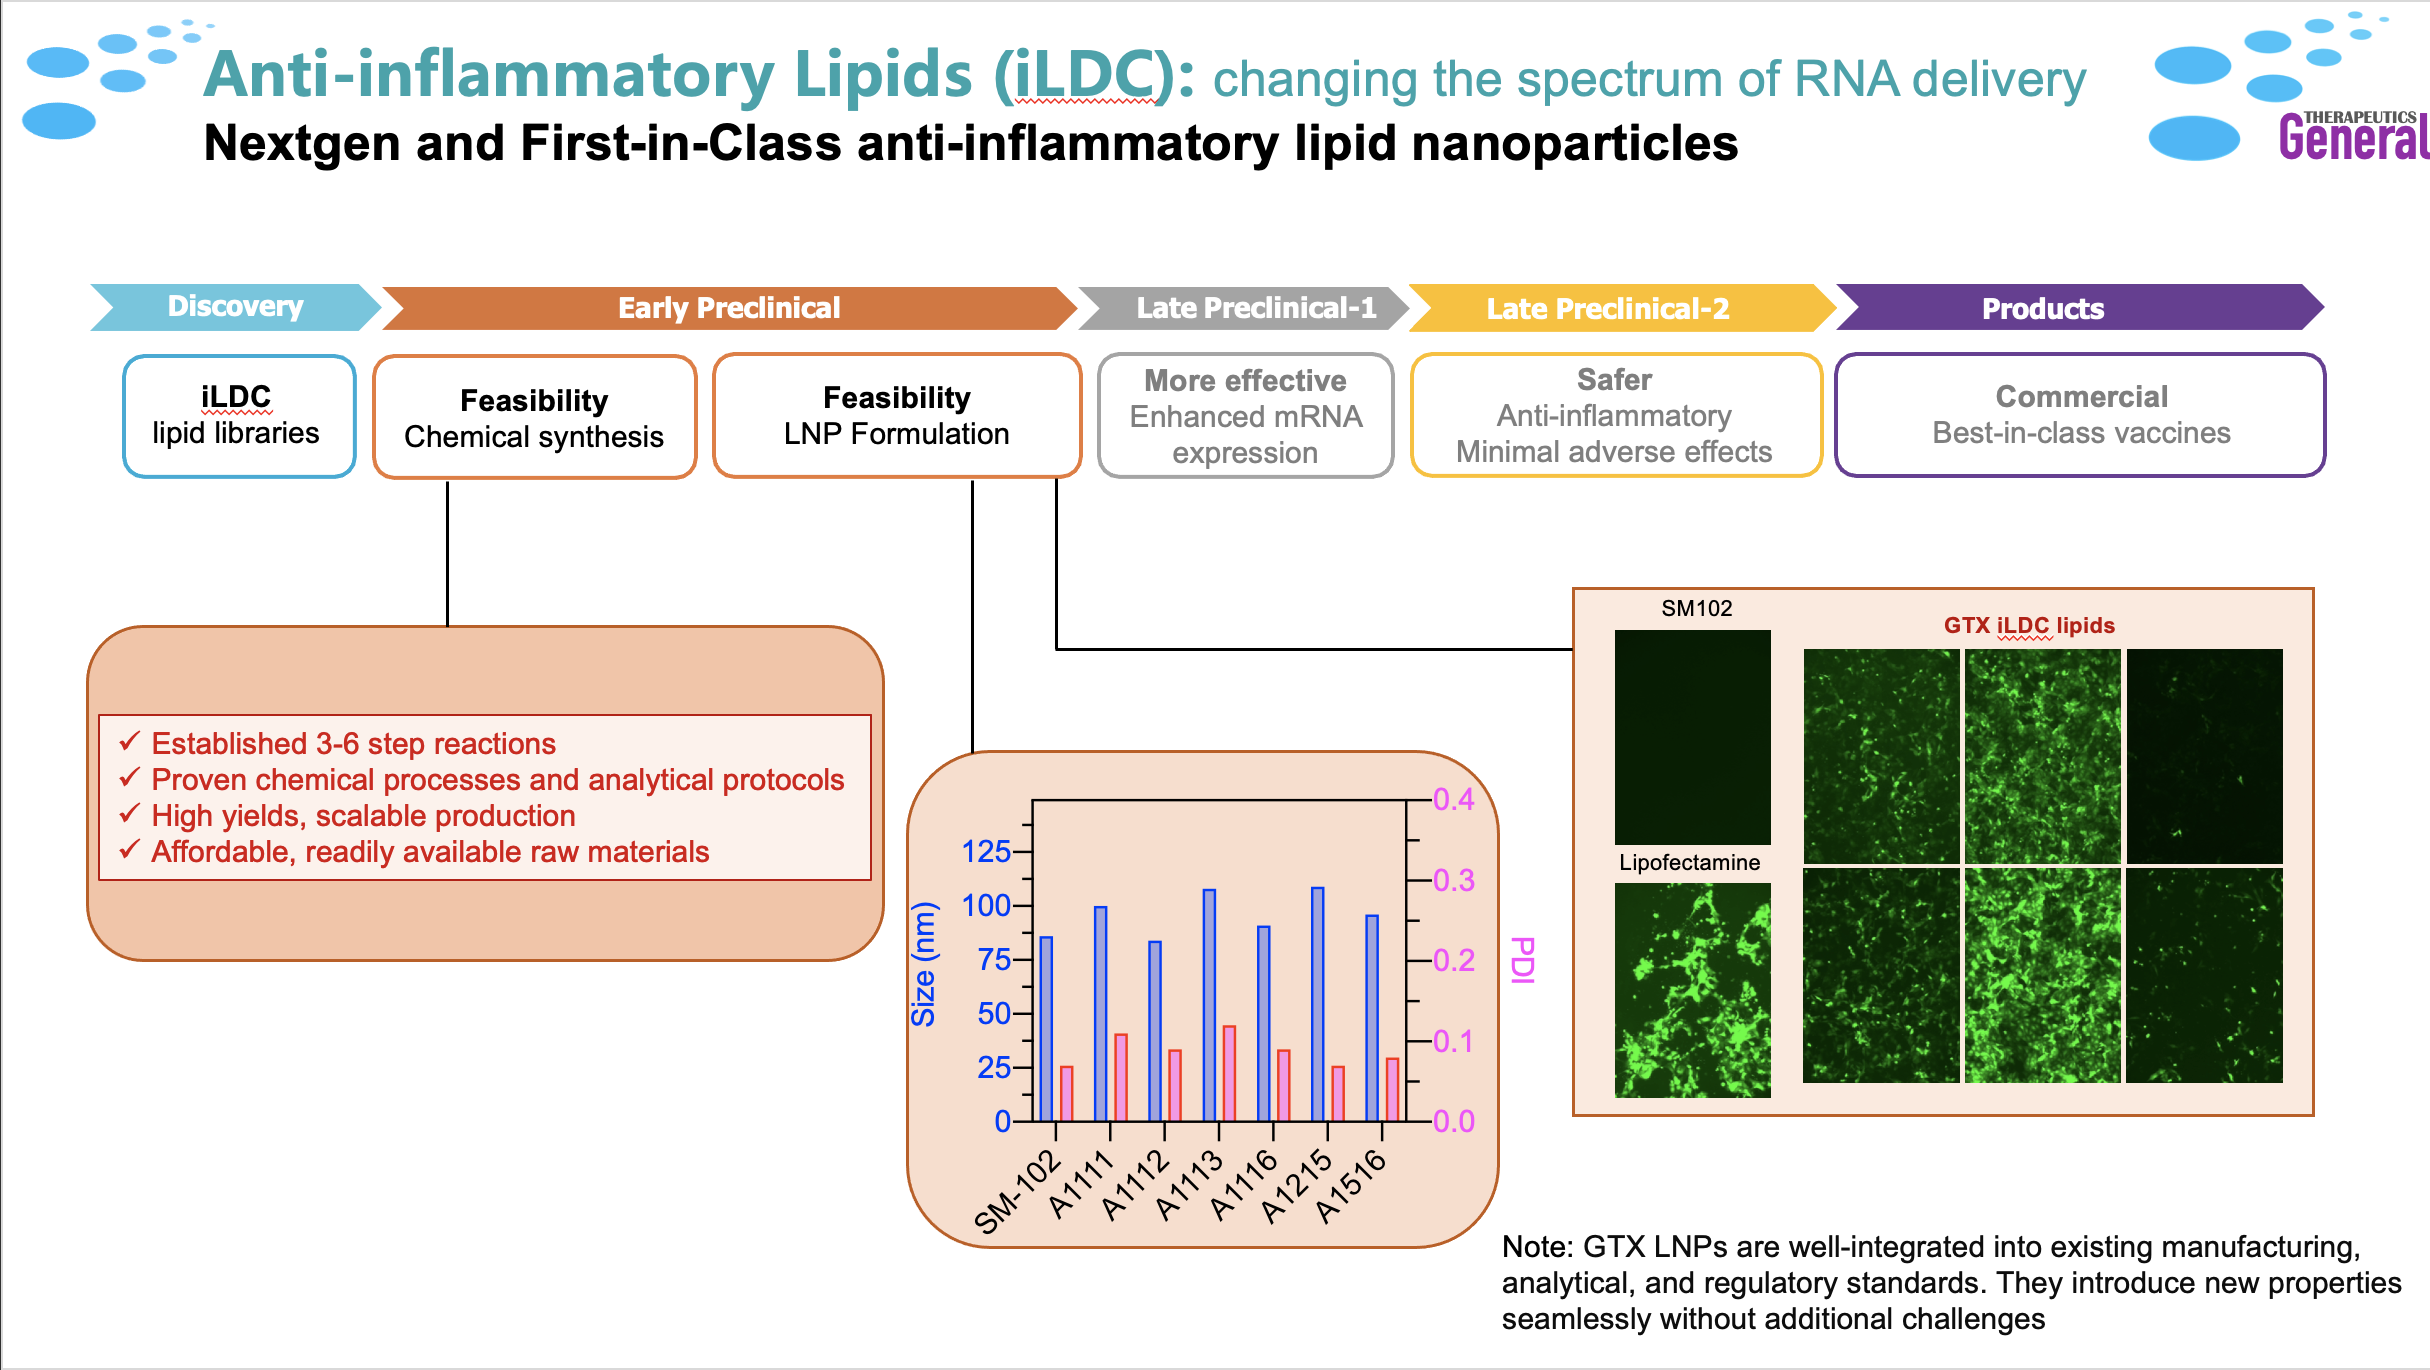 Anti-inflammatory Lipids (iLDC): changing the spectrum of RNA delivery
Nextgen and First-in-Class anti-inflammatory lipid nanoparticles
THERAPEUTICS
General
Discovery
Early Preclinical
Late Preclinical-1
Late Preclinical-2
Products
iLDC
lipid libraries
Feasibility
Chemical synthesis
Feasibility
LNP Formulation
More effective
Enhanced mRNA
expression
Safer
Anti-inflammatory
Minimal adverse effects
Commercial
Best-in-class vaccines
✓ Established 3-6 step reactions
✓ Proven chemical processes and analytical protocols
✓ High yields, scalable production
✓ Affordable, readily available raw materials
Size (nm)
125
100
75
50
25
0
0.4
0.3
0.2
0.1
0.0
PDI
SM-102
A1111
A1112
A1113
A1116
A1215
A1516
SM102
GTX iLDC lipids
Lipofectamine
Note: GTX LNPs are well-integrated into existing manufacturing,
analytical, and regulatory standards. They introduce new properties
seamlessly without additional challenges